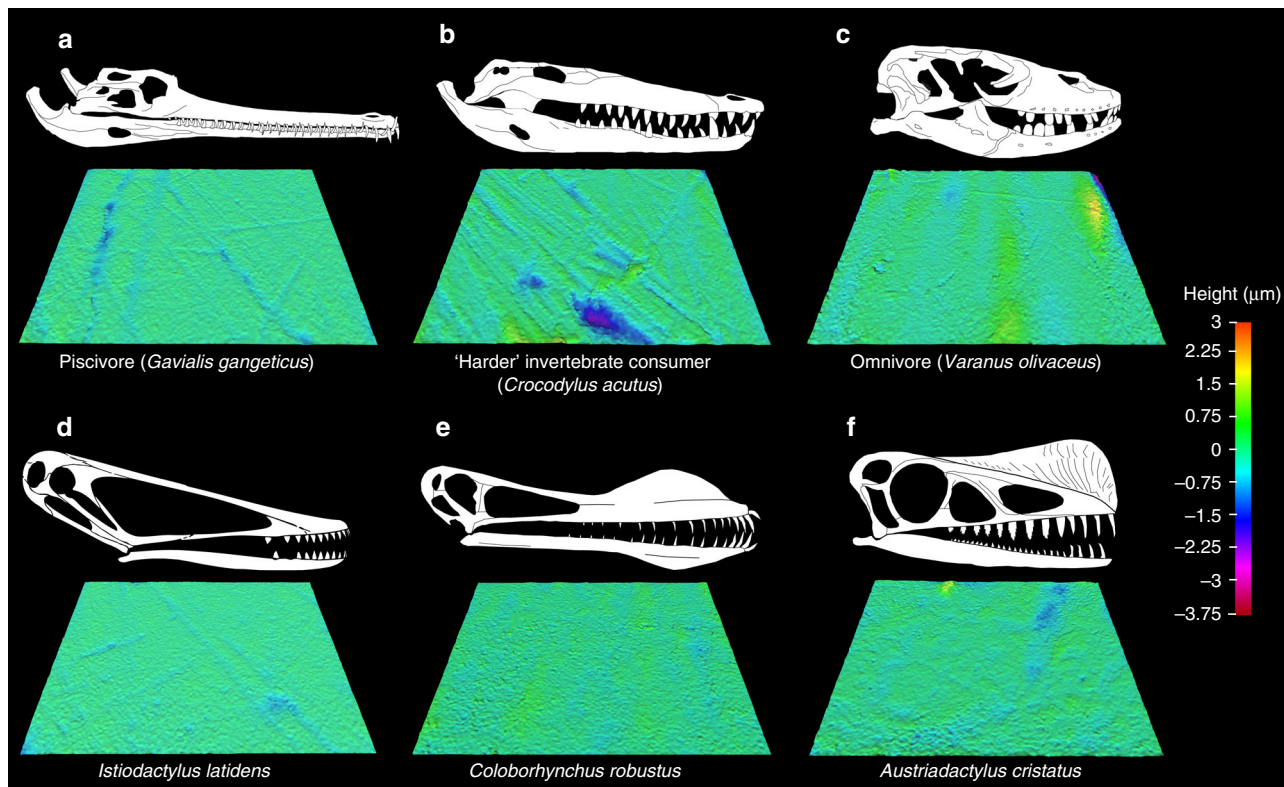 a
b
c
Piscivore (Gavialis gangeticus)
‘Harder’ invertebrate consumer
(Crocodylus acutus)
Omnivore (Varanus olivaceus)
Height (μm)
3
2.25
1.5
0.75
0
–0.75
–1.5
–2.25
–3
–3.75
d
e
f
Istiodactylus latidens
Coloborhynchus robustus
Austriadactylus cristatus